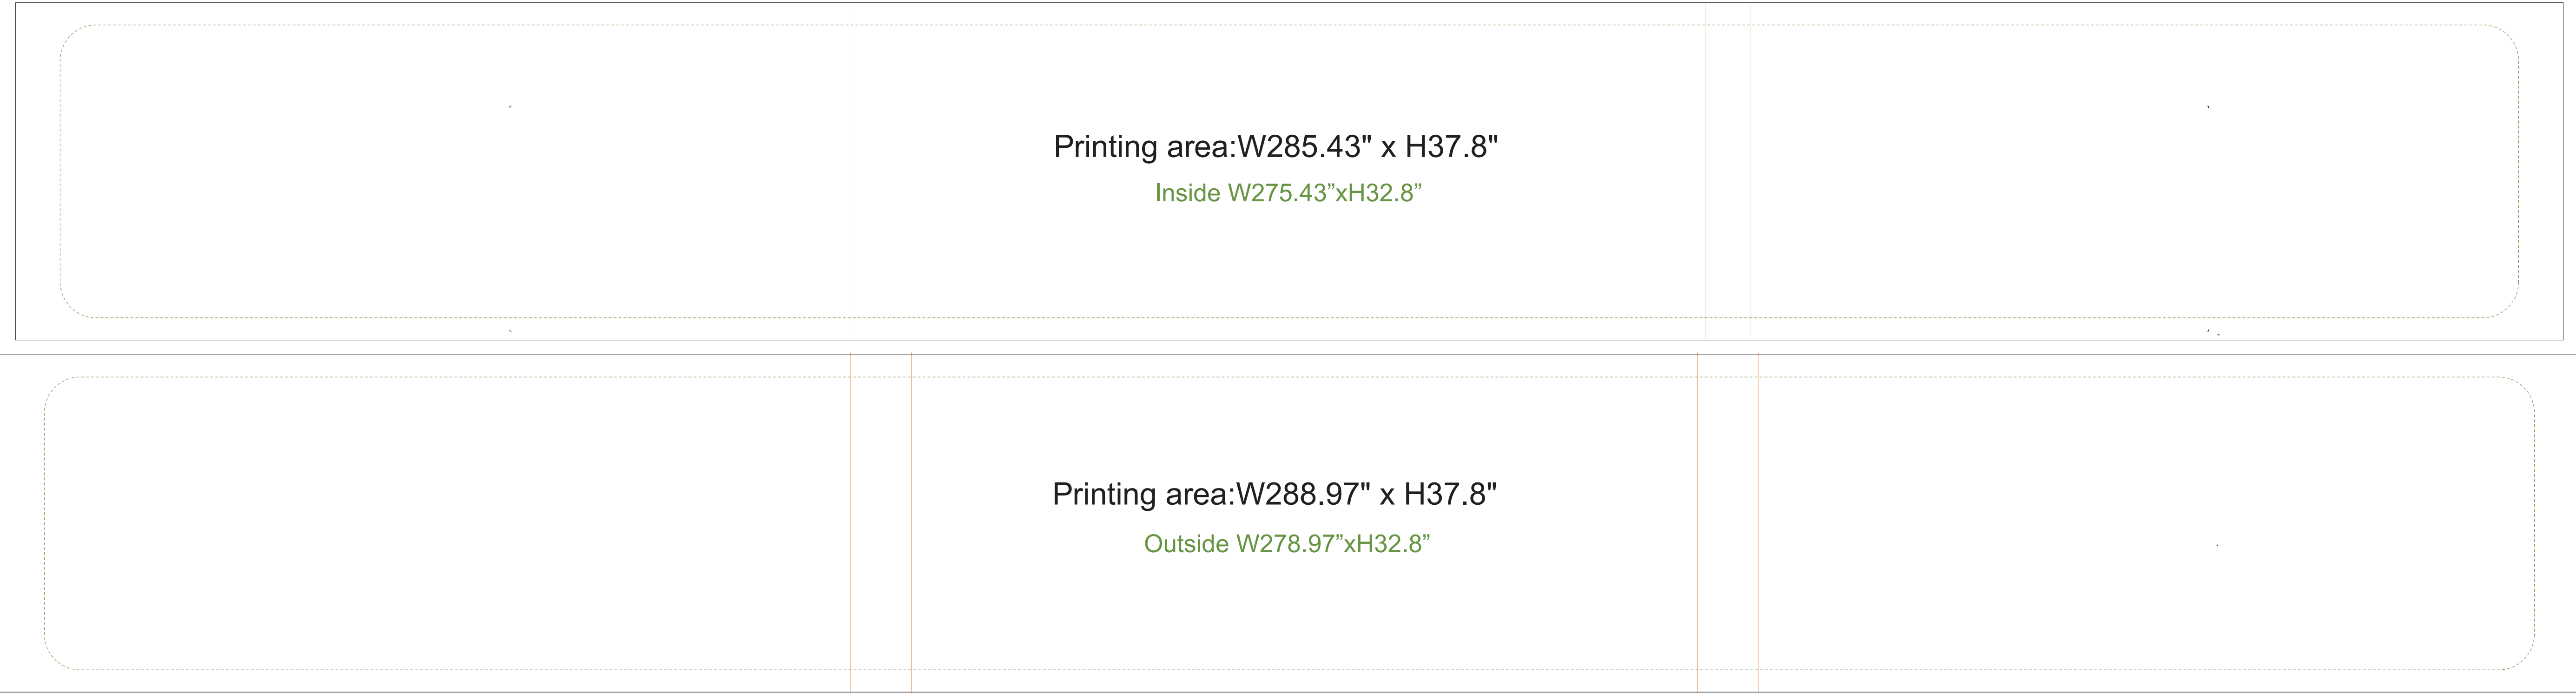 Printing area:W285.43" x H37.8"
Inside W275.43”xH32.8”
Printing area:W288.97" x H37.8"
Outside W278.97”xH32.8”